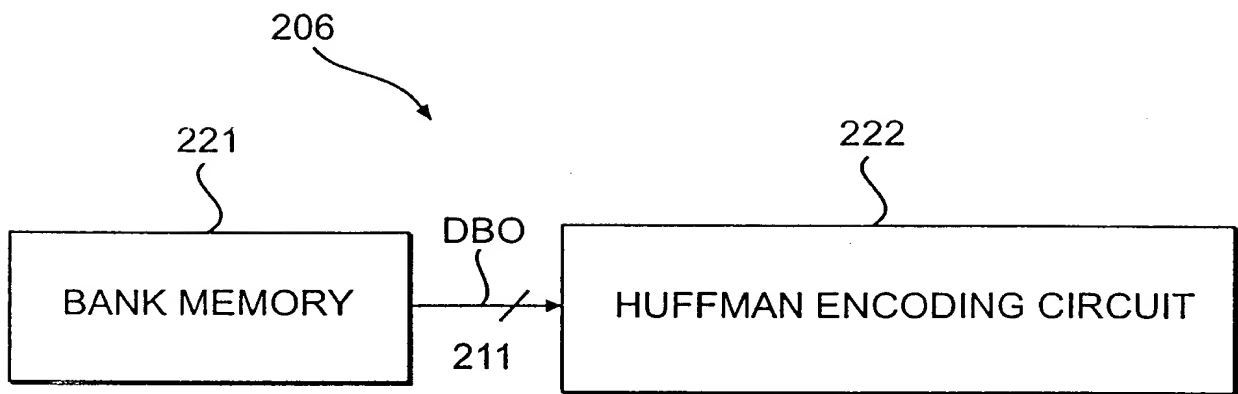 206
221
222
DBO
BANK MEMORY
HUFFMAN ENCODING CIRCUIT
211